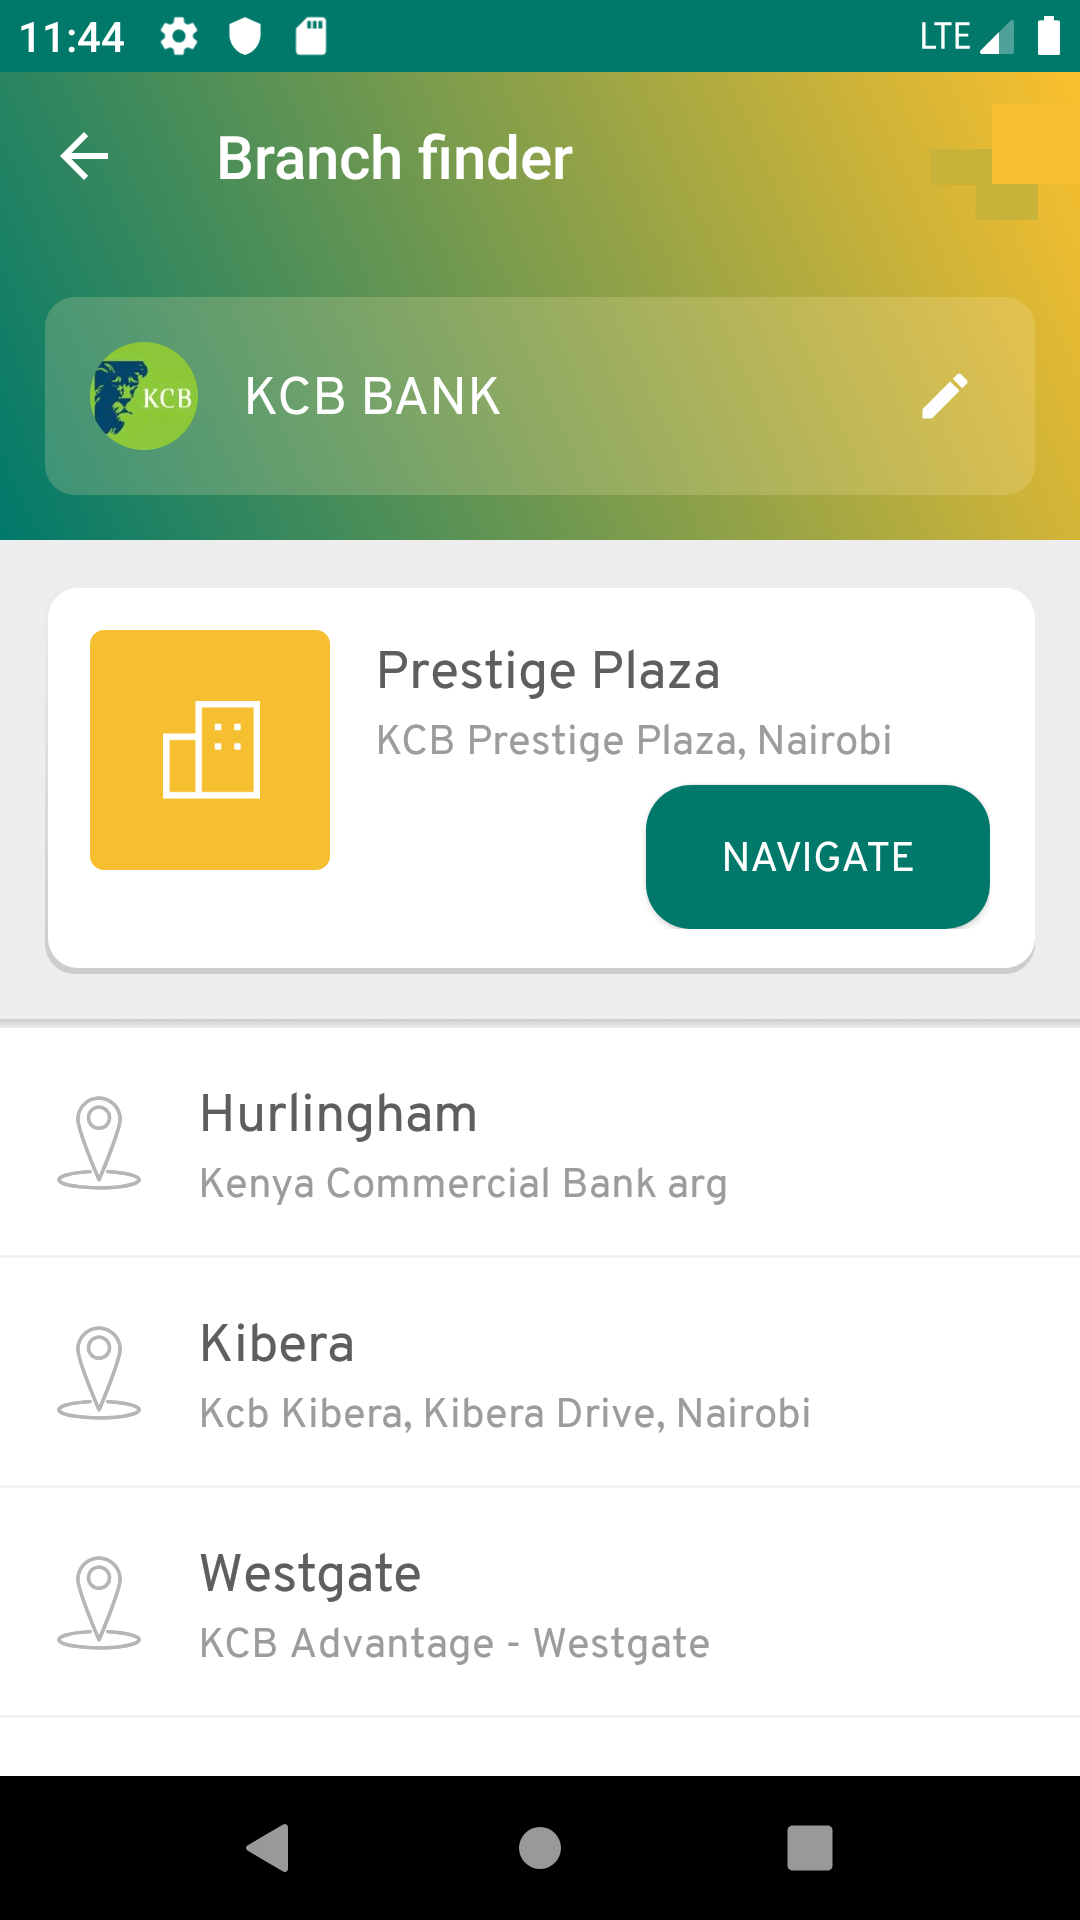 11:44
LTE
Branch finder
KCB
KCB BANK
Prestige Plaza
KCB Prestige Plaza, Nairobi
NAVIGATE
Hurlingham
Kenya Commercial Bank arg
Kibera
Kcb Kibera, Kibera Drive, Nairobi
Westgate
KCB Advantage - Westgate